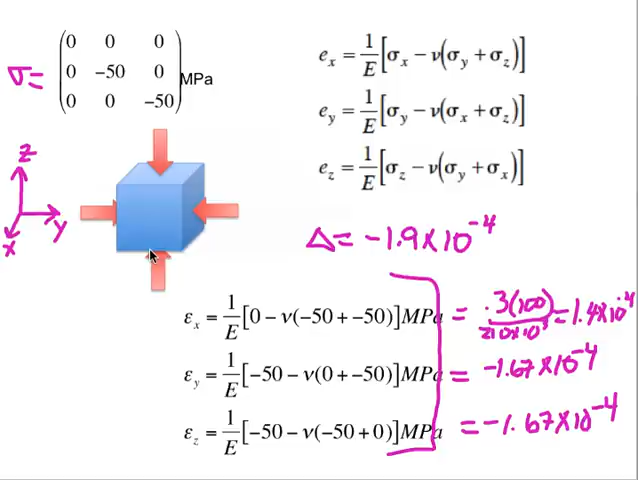 σ = (0 0 0
0 −50 0
0 0 −50) MPa
e_x = 1/E [σ_x − ν(σ_y + σ_z)]
e_y = 1/E [σ_y − ν(σ_x + σ_z)]
e_z = 1/E [σ_z − ν(σ_y + σ_x)]
Z
Y
X
Δ = −1.9 × 10^−4
ε_x = 1/E [0 − ν(−50 + −50)] MPa = .3(100)/210×10^3 = 1.4×10^−4
ε_y = 1/E [−50 − ν(0 + −50)] MPa = −1.67×10^−4
ε_z = 1/E [−50 − ν(−50 + 0)] MPa = −1.67×10^−4